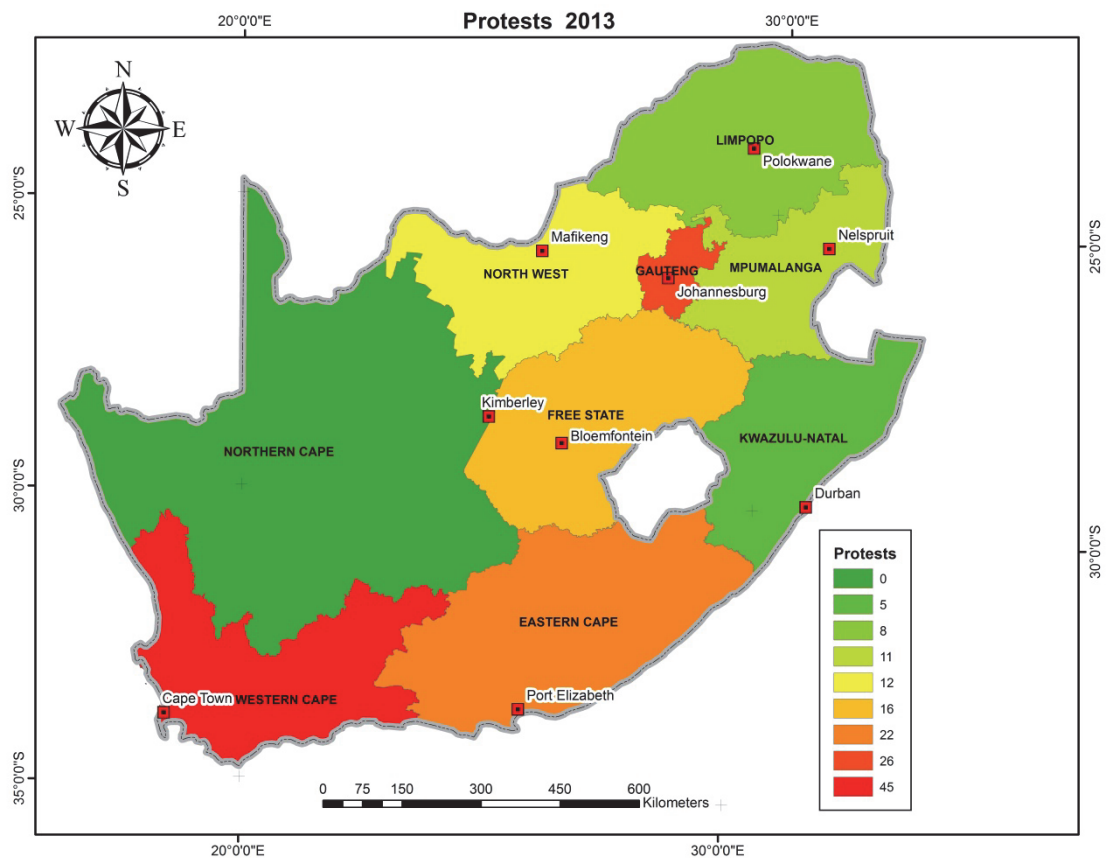 Protests 2013
20°0'0"E
30°0'0"E
N
W
E
S
LIMPOPO
Polokwane
25°0'0"S
Mafikeng
Nelspruit
25°0'0"S
NORTH WEST
GAUTENG
MPUMALANGA
Johannesburg
Kimberley
FREE STATE
Bloemfontein
KWAZULU-NATAL
NORTHERN CAPE
30°0'0"S
Durban
Protests
0
5
8
11
12
16
22
26
45
30°0'0"S
EASTERN CAPE
Cape Town
WESTERN CAPE
Port Elizabeth
35°0'0"S
0 75 150 300 450 600
Kilometers
20°0'0"E
30°0'0"E